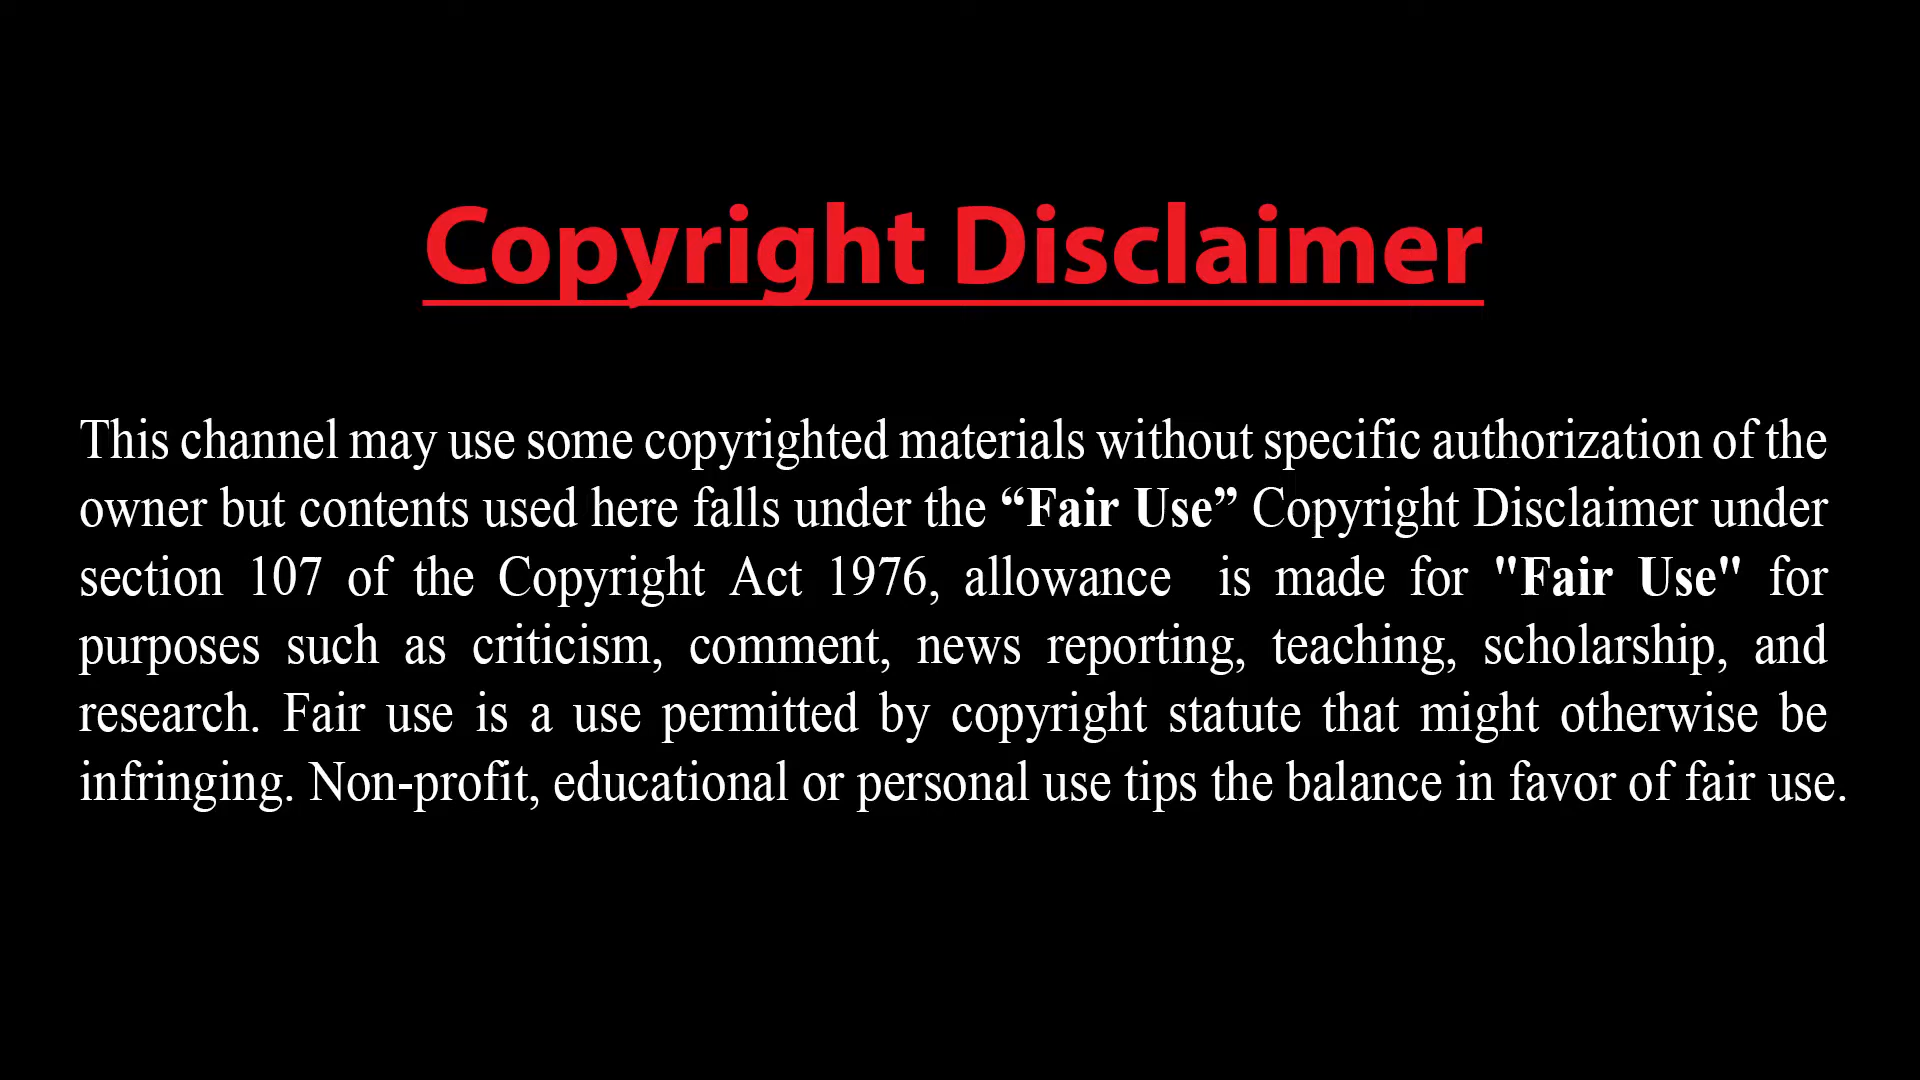 Copyright Disclaimer
This channel may use some copyrighted materials without specific authorization of the
owner but contents used here falls under the “Fair Use” Copyright Disclaimer under
section 107 of the Copyright Act 1976, allowance  is made for "Fair Use" for
purposes such as criticism, comment, news reporting, teaching, scholarship, and
research. Fair use is a use permitted by copyright statute that might otherwise be
infringing. Non-profit, educational or personal use tips the balance in favor of fair use.